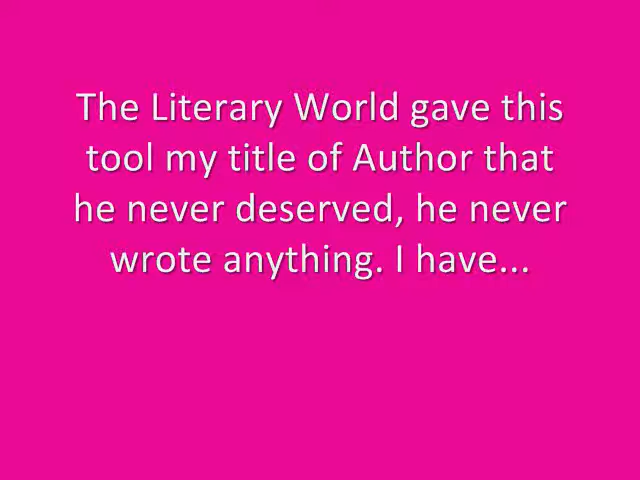 The Literary World gave this
tool my title of Author that
he never deserved, he never
wrote anything. I have...